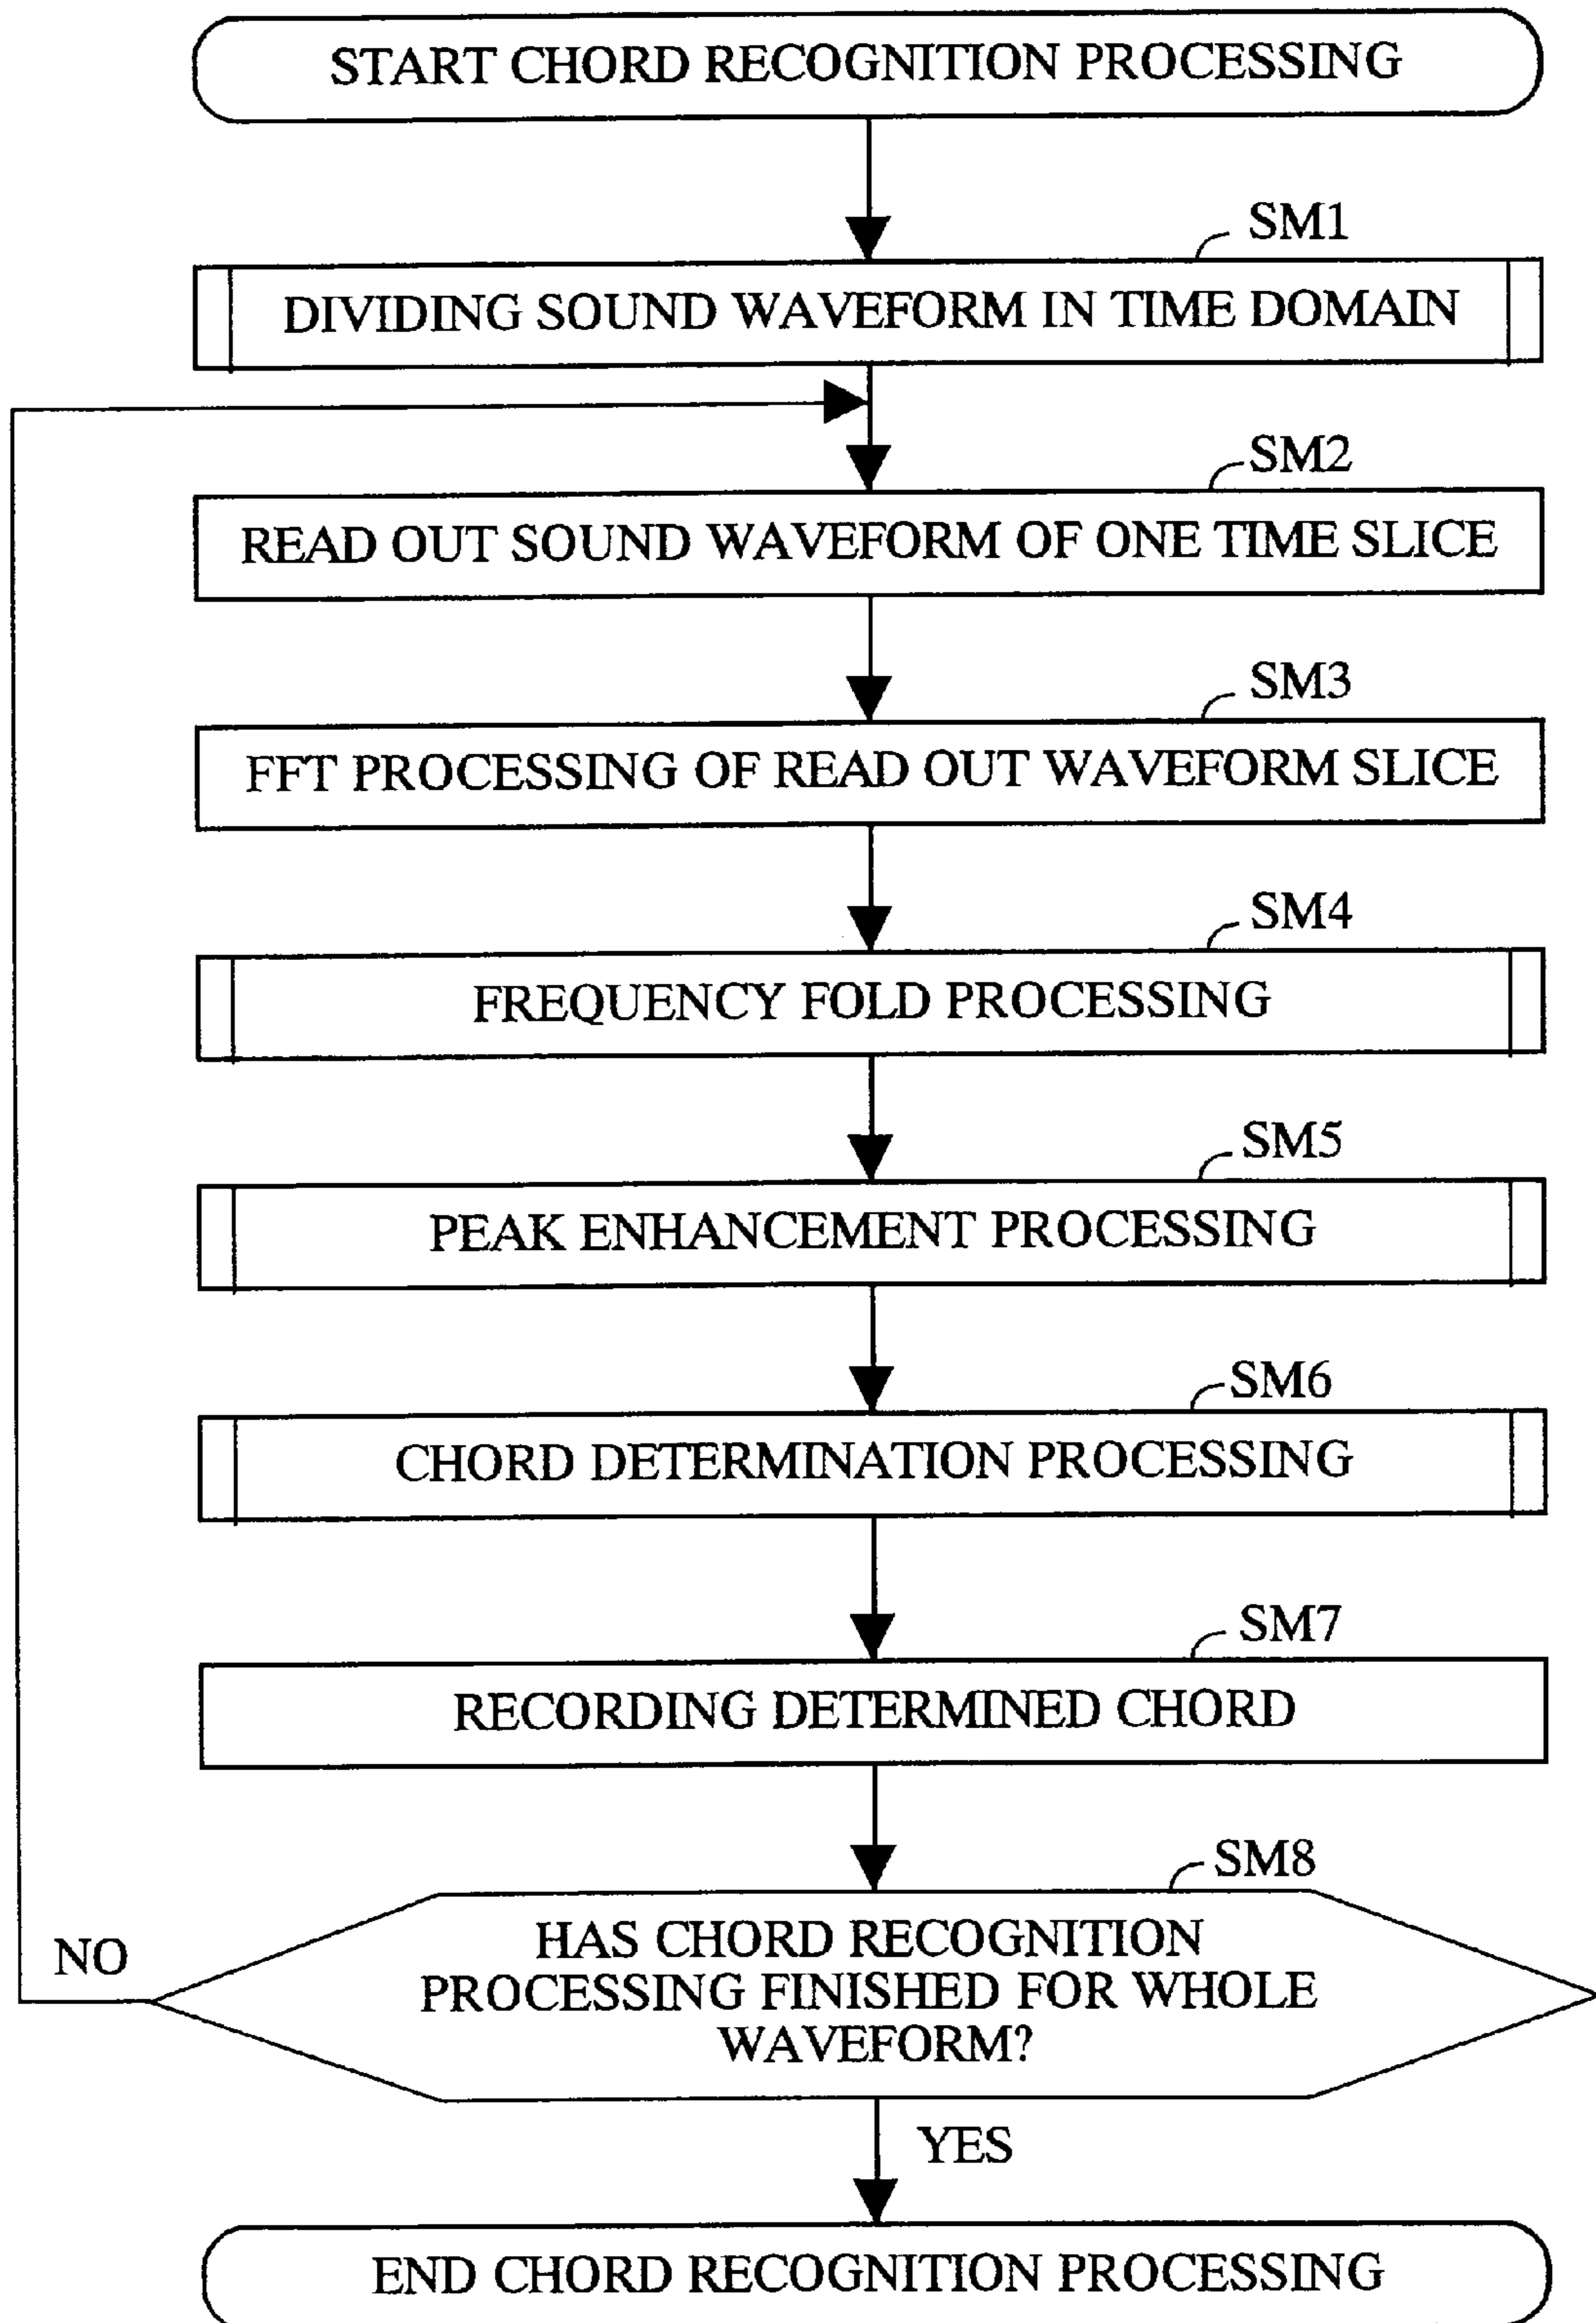 START CHORD RECOGNITION PROCESSING
SM1
DIVIDING SOUND WAVEFORM IN TIME DOMAIN
SM2
READ OUT SOUND WAVEFORM OF ONE TIME SLICE
SM3
FFT PROCESSING OF READ OUT WAVEFORM SLICE
SM4
FREQUENCY FOLD PROCESSING
SM5
PEAK ENHANCEMENT PROCESSING
SM6
CHORD DETERMINATION PROCESSING
SM7
RECORDING DETERMINED CHORD
SM8
HAS CHORD RECOGNITION
PROCESSING FINISHED FOR WHOLE
WAVEFORM?
NO
YES
END CHORD RECOGNITION PROCESSING